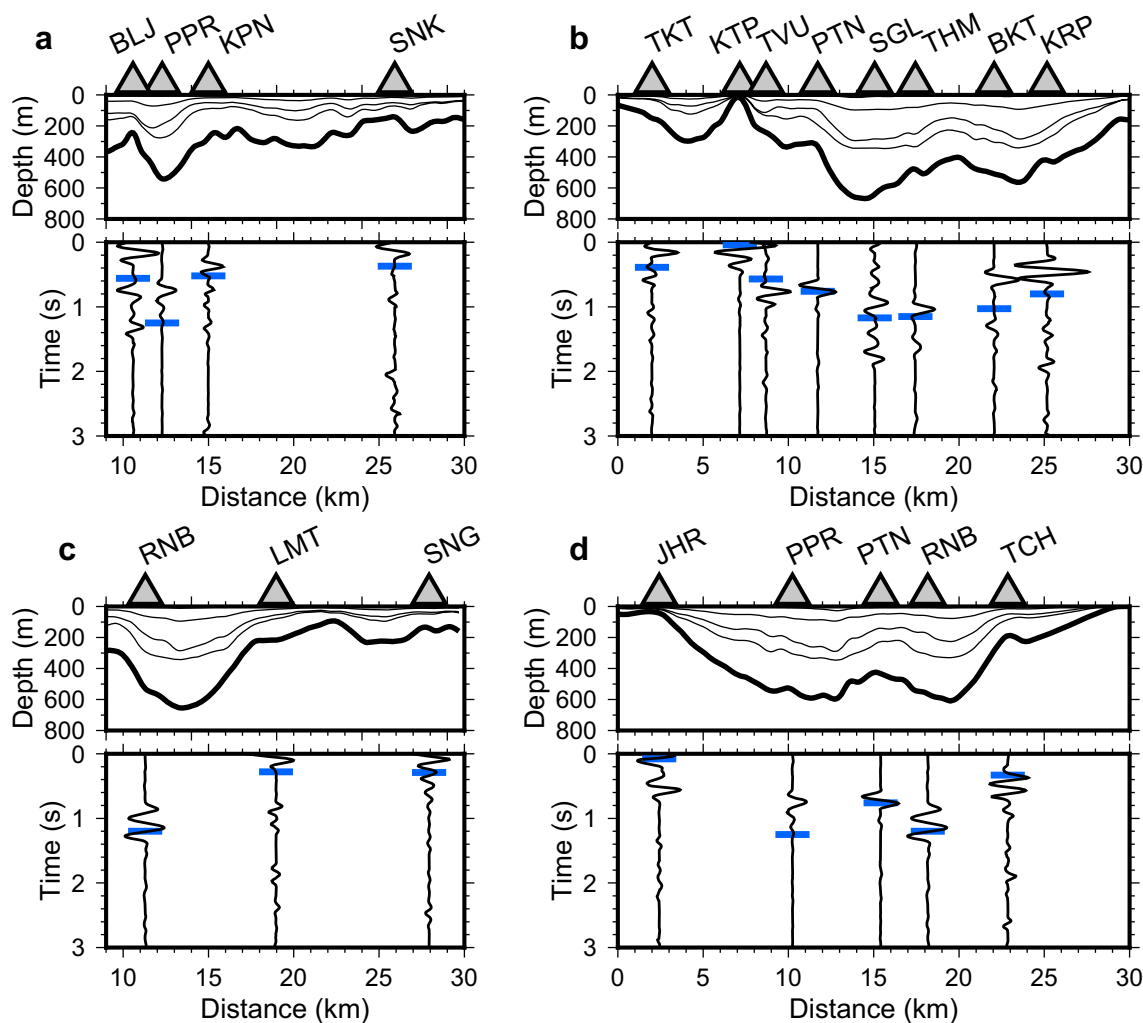 a
BLJ PPR KPN SNK
0
200
400
600
800
Depth (m)
0
1
2
3
Time (s)
10 15 20 25 30
Distance (km)
b
TKT KTP TVU PTN SGL THM BKT KRP
0
200
400
600
800
Depth (m)
0
1
2
3
Time (s)
0 5 10 15 20 25 30
Distance (km)
c
RNB LMT SNG
0
200
400
600
800
Depth (m)
0
1
2
3
Time (s)
10 15 20 25 30
Distance (km)
d
JHR PPR PTN RNB TCH
0
200
400
600
800
Depth (m)
0
1
2
3
Time (s)
0 5 10 15 20 25 30
Distance (km)